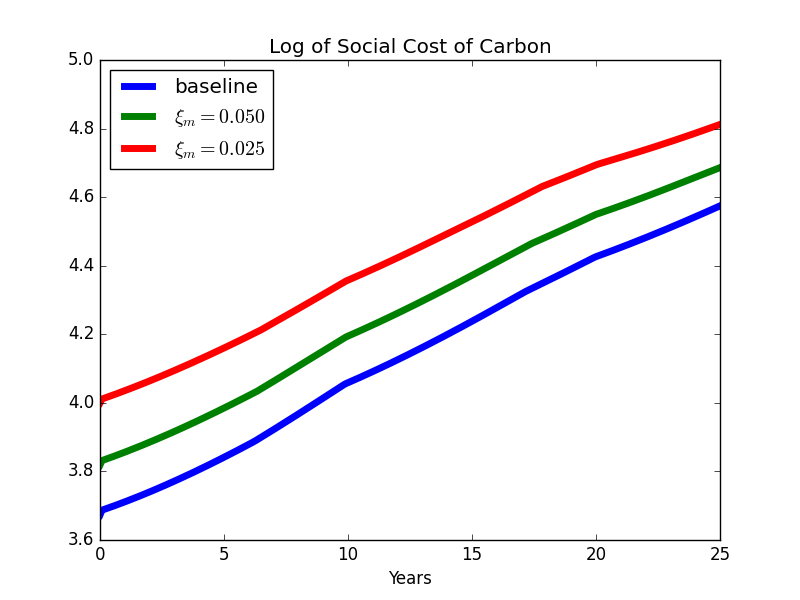 Log of Social Cost of Carbon
5.0
4.8
4.6
4.4
4.2
4.0
3.8
3.6
baseline
ξₘ = 0.050
ξₘ = 0.025
0 5 10 15 20 25
Years